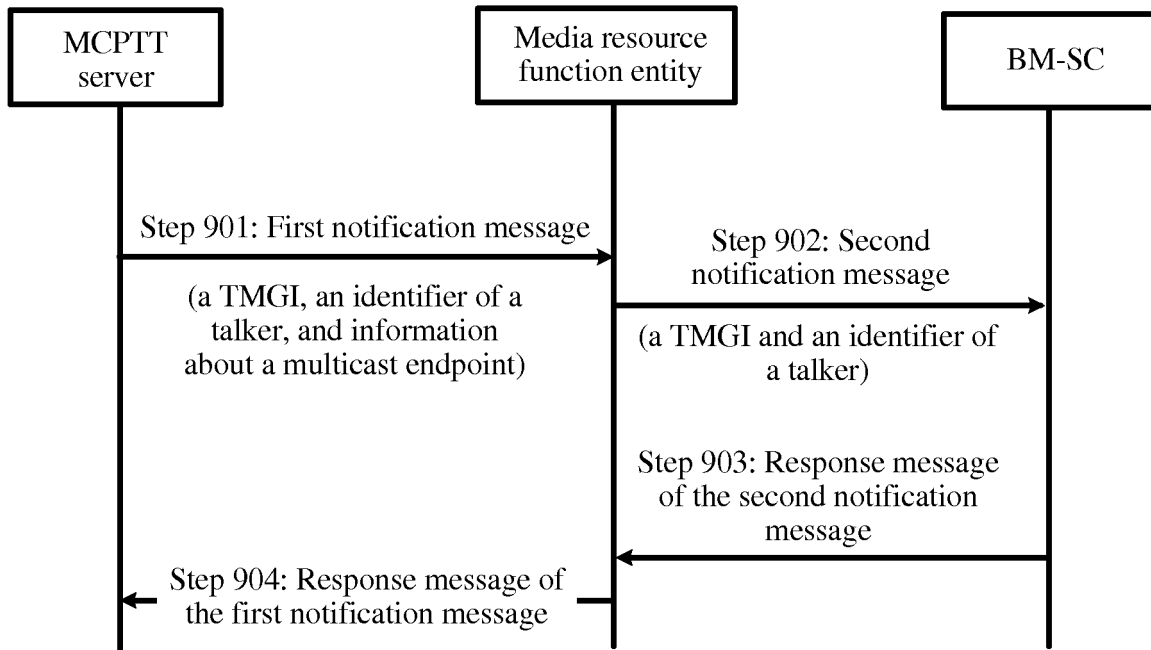 MCPTT
server
Media resource
function entity
BM-SC
Step 901: First notification message
(a TMGI, an identifier of a
talker, and information
about a multicast endpoint)
Step 902: Second
notification message
(a TMGI and an identifier of
a talker)
Step 903: Response message
of the second notification
message
Step 904: Response message of
the first notification message